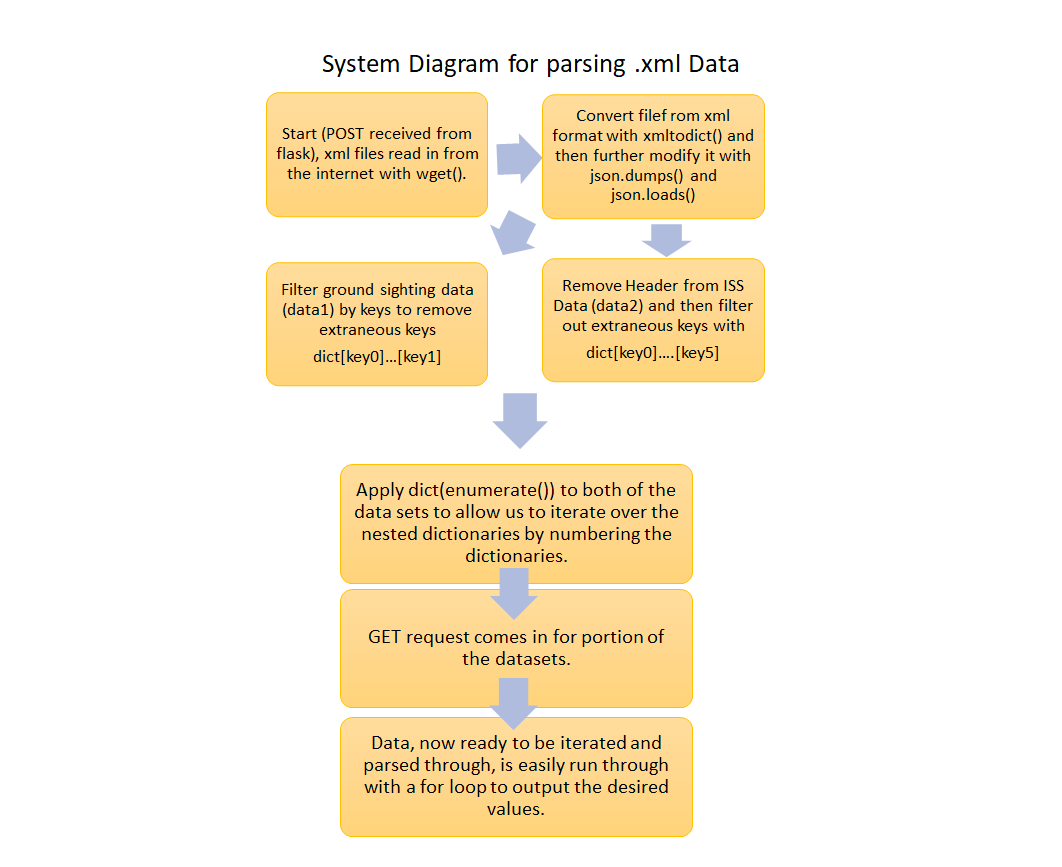 System Diagram for parsing .xml Data
Start (POST received from
flask), xml files read in from
the internet with wget().
Convert filef rom xml
format with xmltodict() and
then further modify it with
json.dumps() and
json.loads()
Filter ground sighting data
(data1) by keys to remove
extraneous keys
dict[key0]...[key1]
Remove Header from ISS
Data (data2) and then filter
out extraneous keys with
dict[key0]....[key5]
Apply dict(enumerate()) to both of the
data sets to allow us to iterate over the
nested dictionaries by numbering the
dictionaries.
GET request comes in for portion of
the datasets.
Data, now ready to be iterated and
parsed through, is easily run through
with a for loop to output the desired
values.